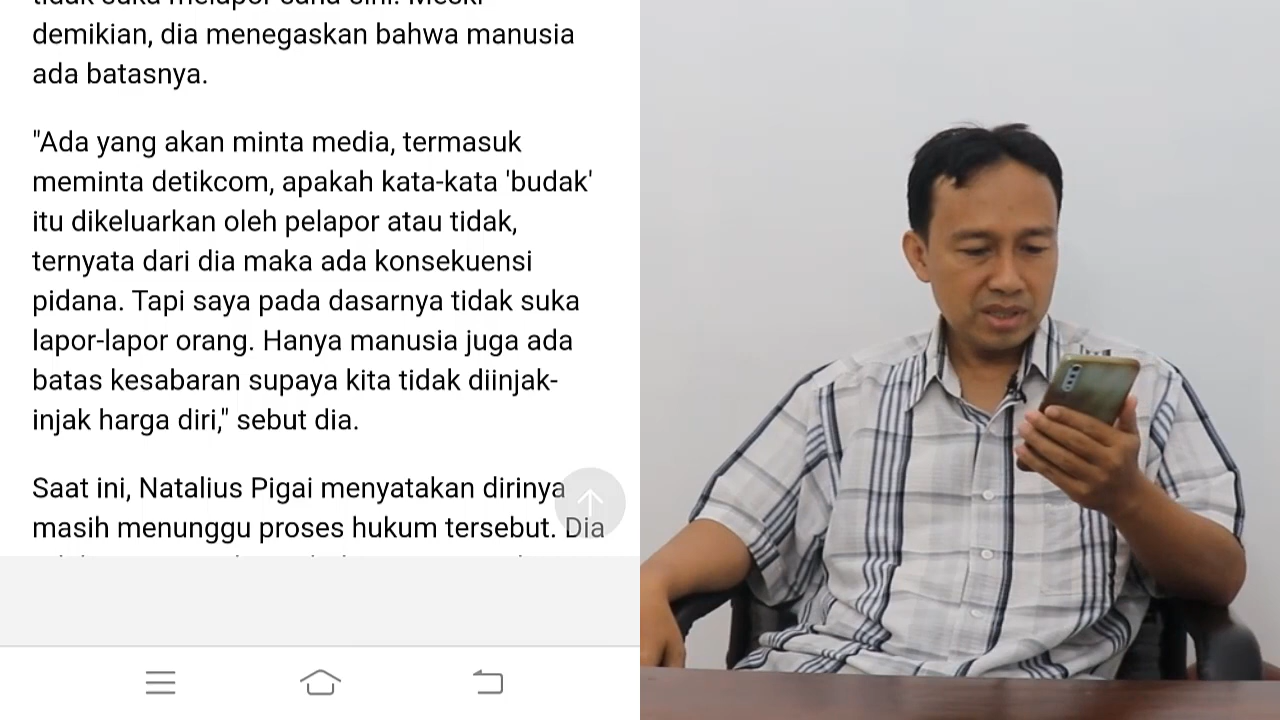 demikian, dia menegaskan bahwa manusia
ada batasnya.
"Ada yang akan minta media, termasuk
meminta detikcom, apakah kata-kata 'budak'
itu dikeluarkan oleh pelapor atau tidak,
ternyata dari dia maka ada konsekuensi
pidana. Tapi saya pada dasarnya tidak suka
lapor-lapor orang. Hanya manusia juga ada
batas kesabaran supaya kita tidak diinjak-
injak harga diri," sebut dia.
Saat ini, Natalius Pigai menyatakan dirinya
masih menunggu proses hukum tersebut. Dia